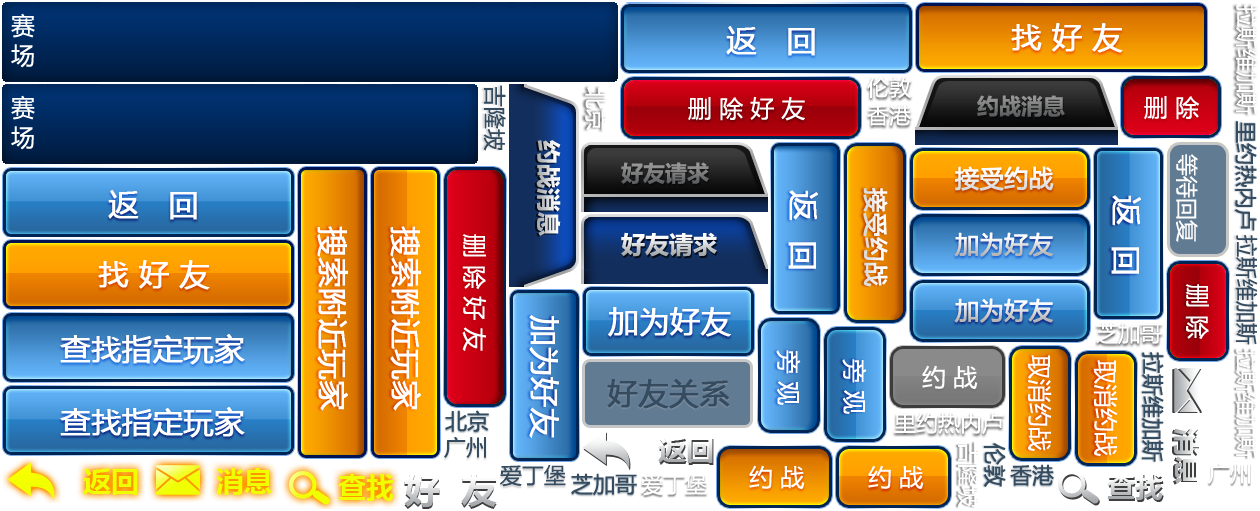 赛场
返 回
找 好 友
拉斯维加斯
赛场
吉隆坡
约战消息
北京
删 除 好 友
伦敦
香港
约战消息
删 除
里约热内卢
好友请求
好友请求
返 回
接受约战
接受约战
加为好友
加为好友
返 回
等待回复
拉斯维加斯
返 回
找 好 友
查找指定玩家
查找指定玩家
搜索附近玩家
搜索附近玩家
删 除 好 友
北京
广州
加为好友
加为好友
好友关系
旁 观
旁 观
芝加哥
删 除
约 战
里约热内卢
取消约战
取消约战
拉斯维加斯
拉斯维加斯
返回
消息
查找
好 友
爱丁堡
芝加哥
返回
爱丁堡
约 战
约 战
吉隆坡
伦敦
香港
查找
消息
广州